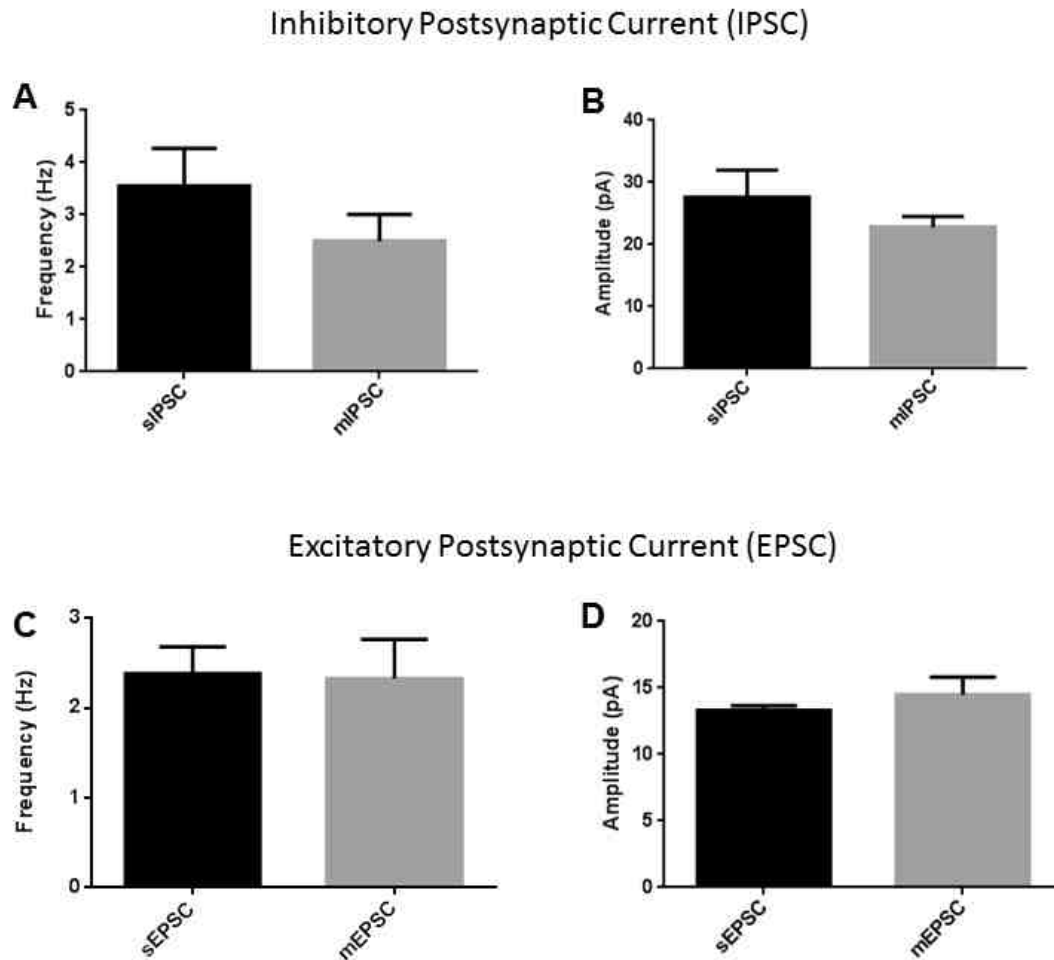 Inhibitory Postsynaptic Current (IPSC)
A
Frequency (Hz)
5
4
3
2
1
0
sIPSC
mIPSC
B
Amplitude (pA)
40
30
20
10
0
sIPSC
mIPSC
Excitatory Postsynaptic Current (EPSC)
C
Frequency (Hz)
3
2
1
0
sEPSC
mEPSC
D
Amplitude (pA)
20
15
10
5
0
sEPSC
mEPSC